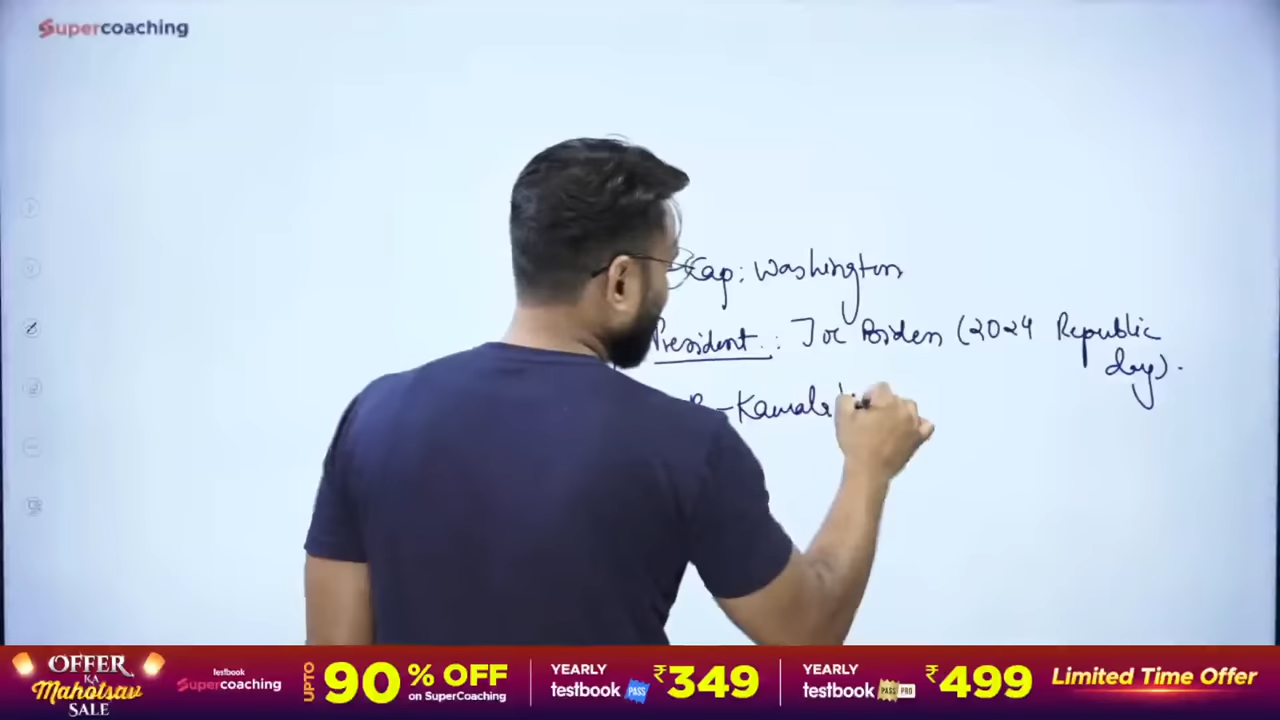 Supercoaching
Cap: Washington
President: Joe Biden (2024 Republic
day).
Kamala
OFFER
KA
Mahotsav
SALE
testbook
Supercoaching
UPTO
90% OFF
on SuperCoaching
YEARLY
testbook PASS
₹349
YEARLY
testbook PASS PRO
₹499
Limited Time Offer